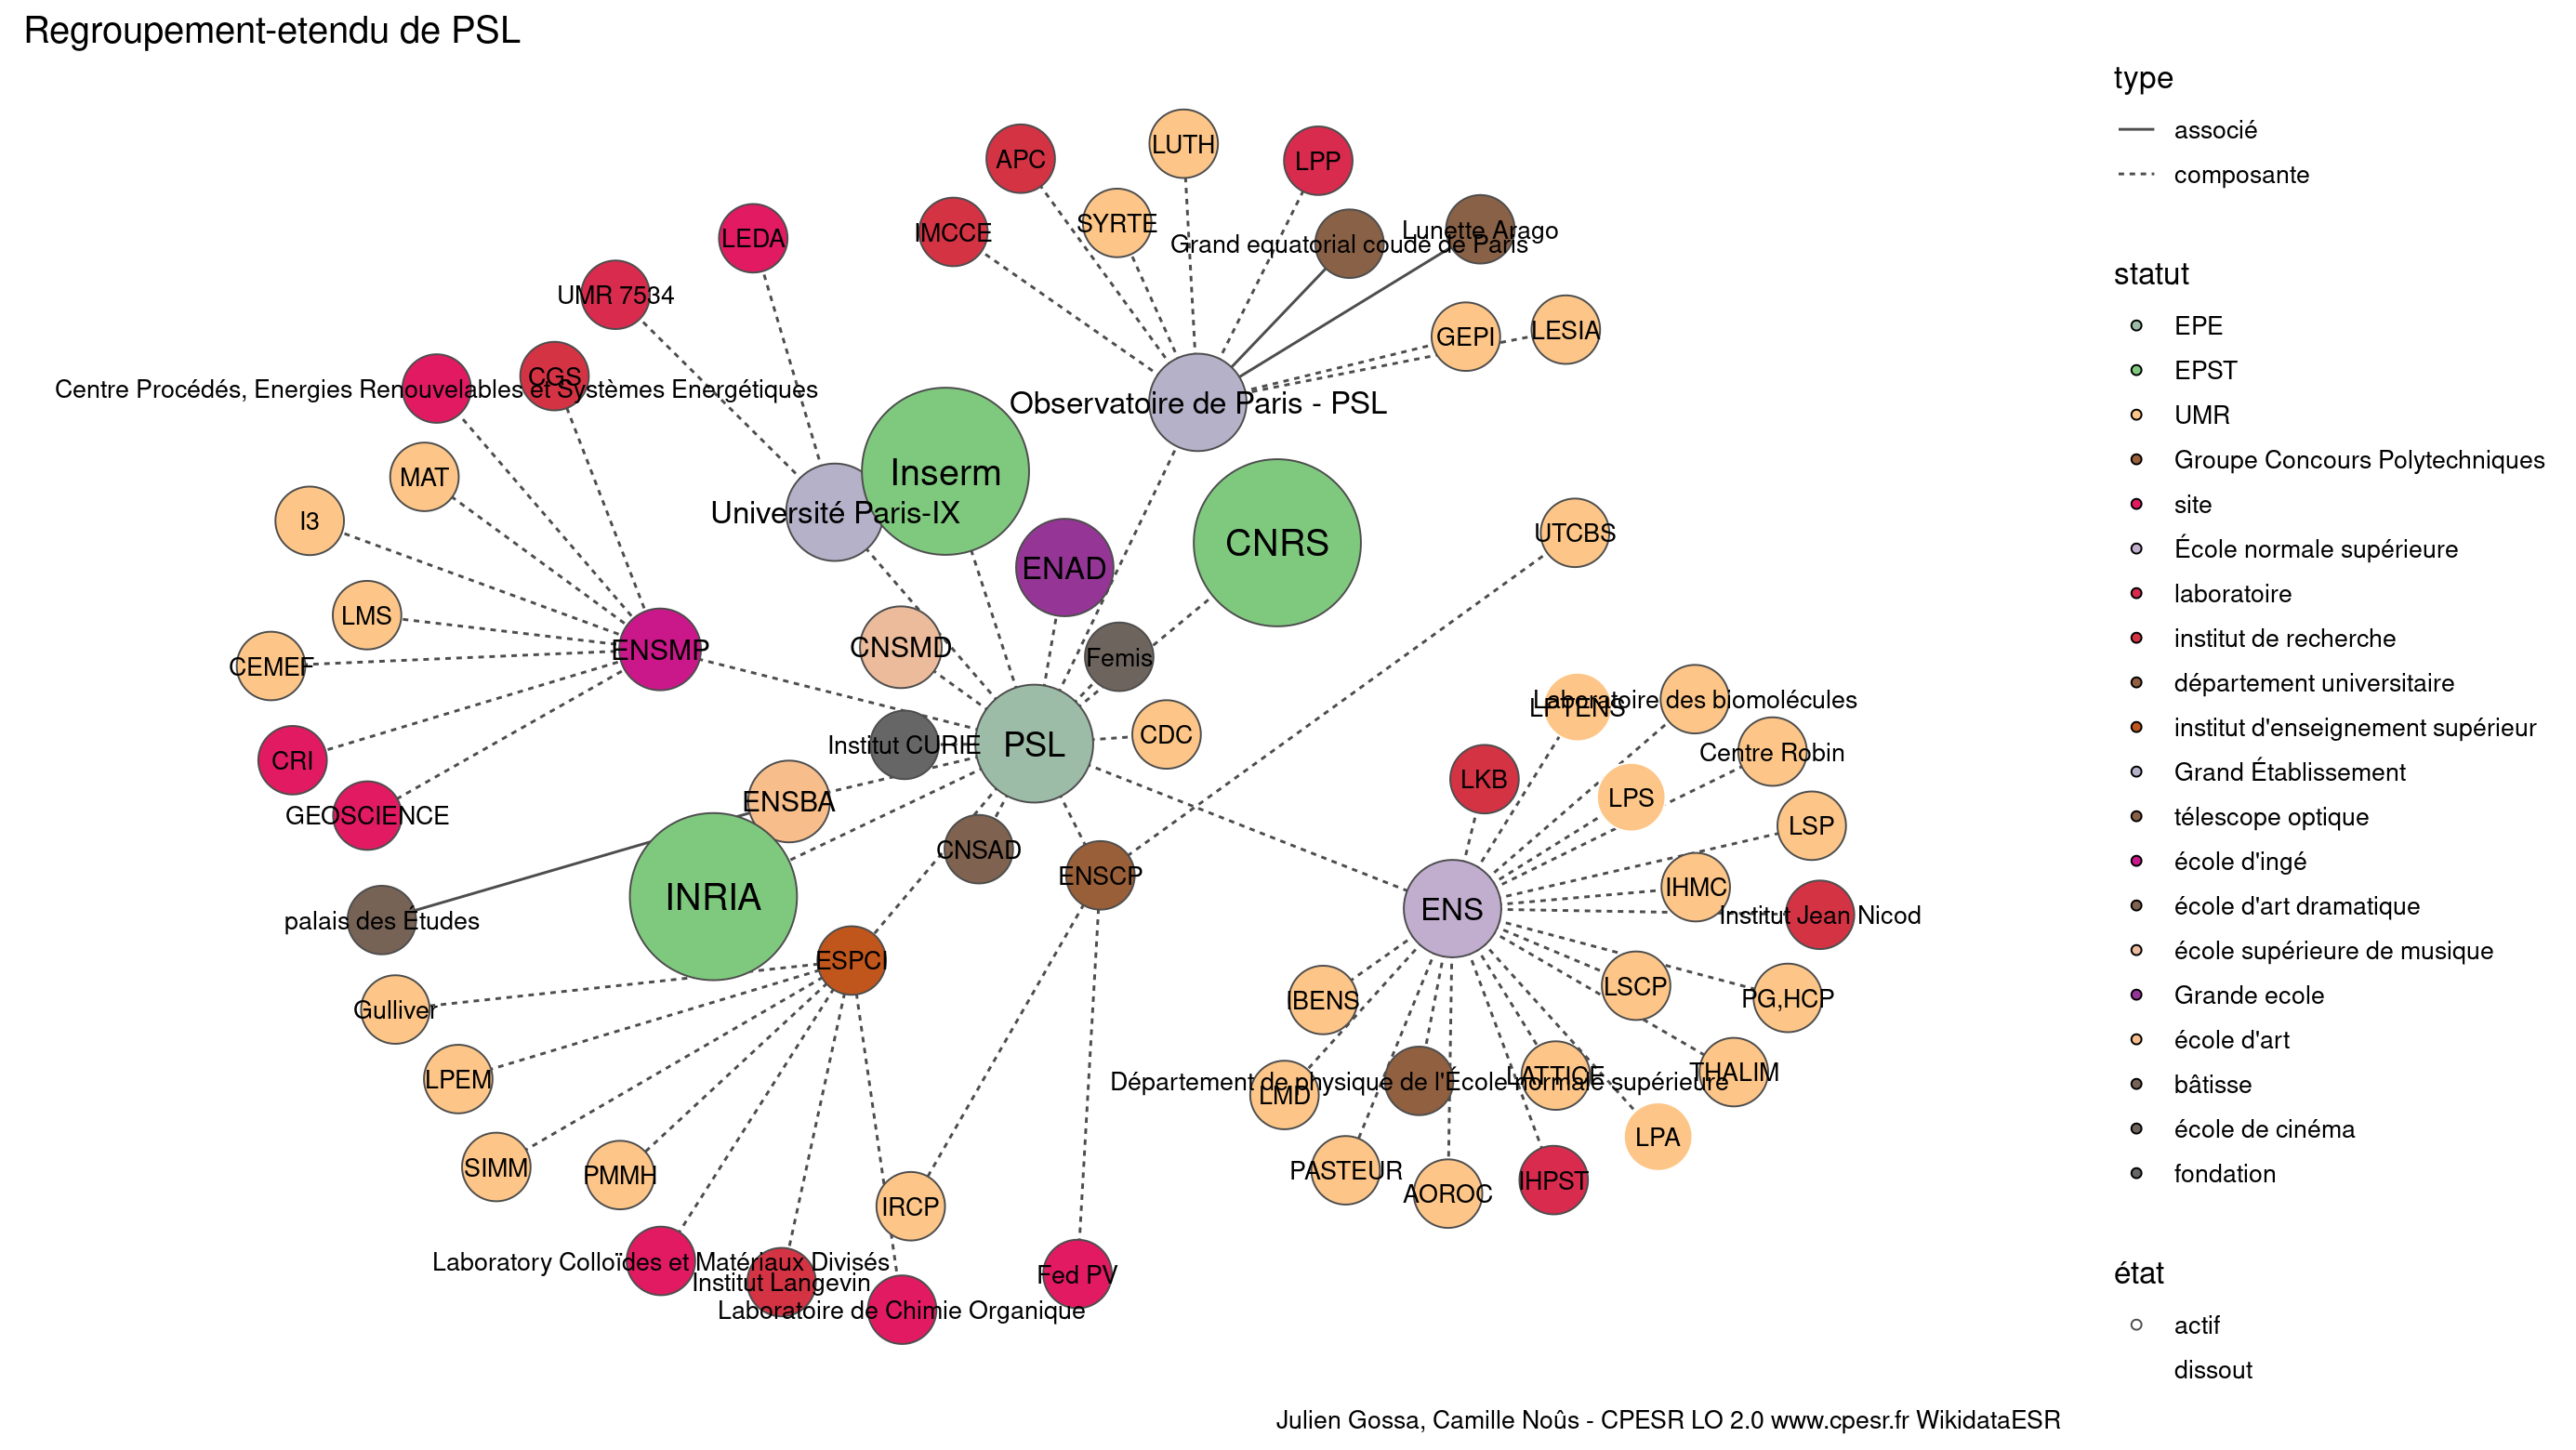 Regroupement-etendu de PSL
APC
LUTH
LPP
IMCCE
SYRTE
Lunette Arago
Grand equatorial coudé de Paris
LEDA
UMR 7534
GEPI
LESIA
CGS
Centre Procédés, Energies Renouvelables et Systèmes Energétiques
Observatoire de Paris - PSL
MAT
Inserm
I3
Université Paris-IX
CNRS
UTCBS
ENAD
LMS
CEMEF
ENSMP
CNSMD
Femis
Laboratoire des biomolécules
LPTENS
CDC
PSL
Institut CURIE
Centre Robin
CRI
LKB
LPS
ENSBA
GEOSCIENCE
LSP
CNSAD
ENSCP
INRIA
IHMC
ENS
Institut Jean Nicod
palais des Études
ESPCI
LSCP
PG,HCP
IBENS
Gulliver
LPEM
LATTICE
THALIM
Département de physique de l'École normale supérieure
LMD
LPA
SIMM
PMMH
PASTEUR
IHPST
AOROC
IRCP
Laboratory Colloïdes et Matériaux Divisés
Fed PV
Institut Langevin
Laboratoire de Chimie Organique
type
associé
composante
statut
EPE
EPST
UMR
Groupe Concours Polytechniques
site
École normale supérieure
laboratoire
institut de recherche
département universitaire
institut d'enseignement supérieur
Grand Établissement
télescope optique
école d'ingé
école d'art dramatique
école supérieure de musique
Grande ecole
école d'art
bâtisse
école de cinéma
fondation
état
actif
dissout
Julien Gossa, Camille Noûs - CPESR LO 2.0 www.cpesr.fr WikidataESR